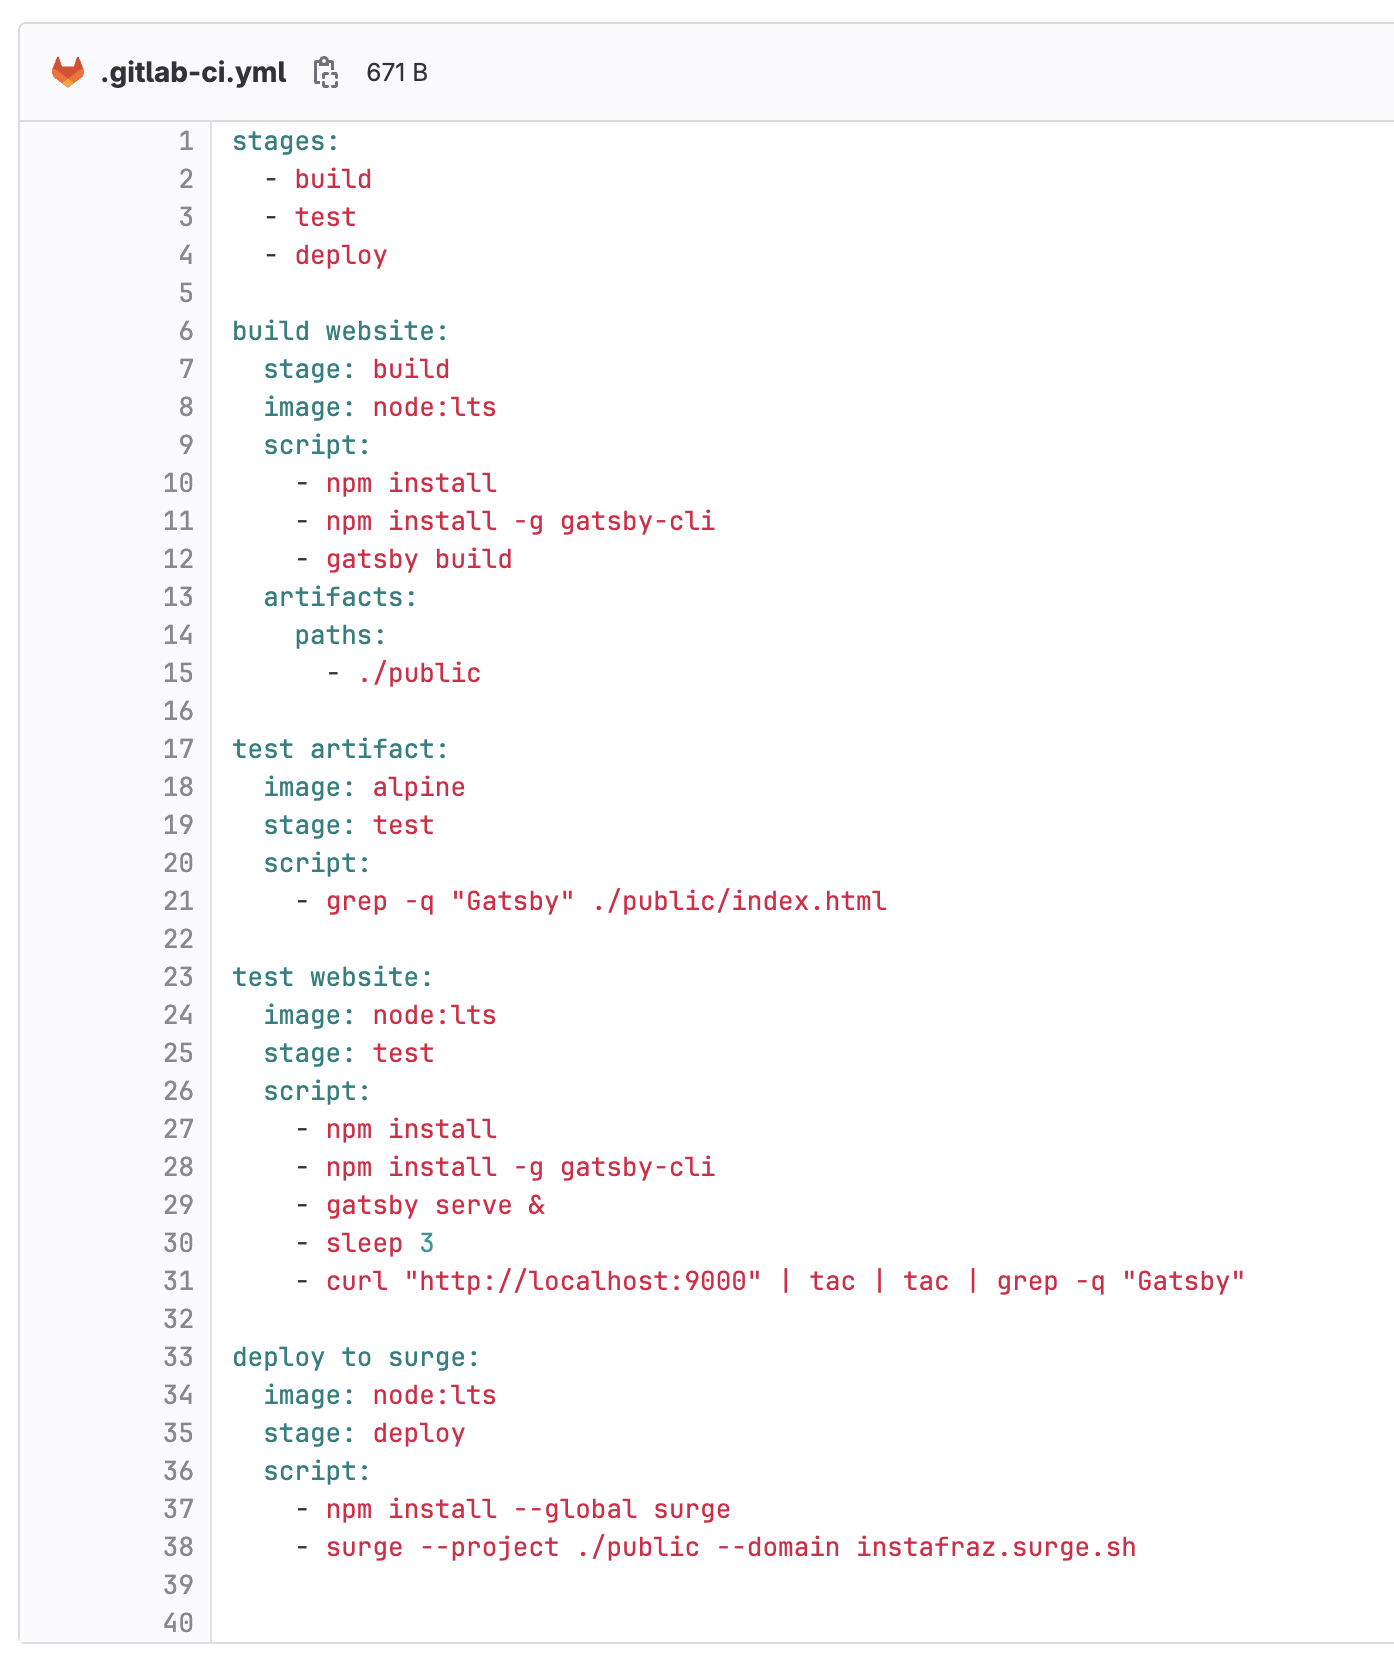 .gitlab-ci.yml 671 B
1 stages:
2   - build
3   - test
4   - deploy
5
6 build website:
7   stage: build
8   image: node:lts
9   script:
10     - npm install
11     - npm install -g gatsby-cli
12     - gatsby build
13   artifacts:
14     paths:
15       - ./public
16
17 test artifact:
18   image: alpine
19   stage: test
20   script:
21     - grep -q "Gatsby" ./public/index.html
22
23 test website:
24   image: node:lts
25   stage: test
26   script:
27     - npm install
28     - npm install -g gatsby-cli
29     - gatsby serve &
30     - sleep 3
31     - curl "http://localhost:9000" | tac | tac | grep -q "Gatsby"
32
33 deploy to surge:
34   image: node:lts
35   stage: deploy
36   script:
37     - npm install --global surge
38     - surge --project ./public --domain instafraz.surge.sh
39
40